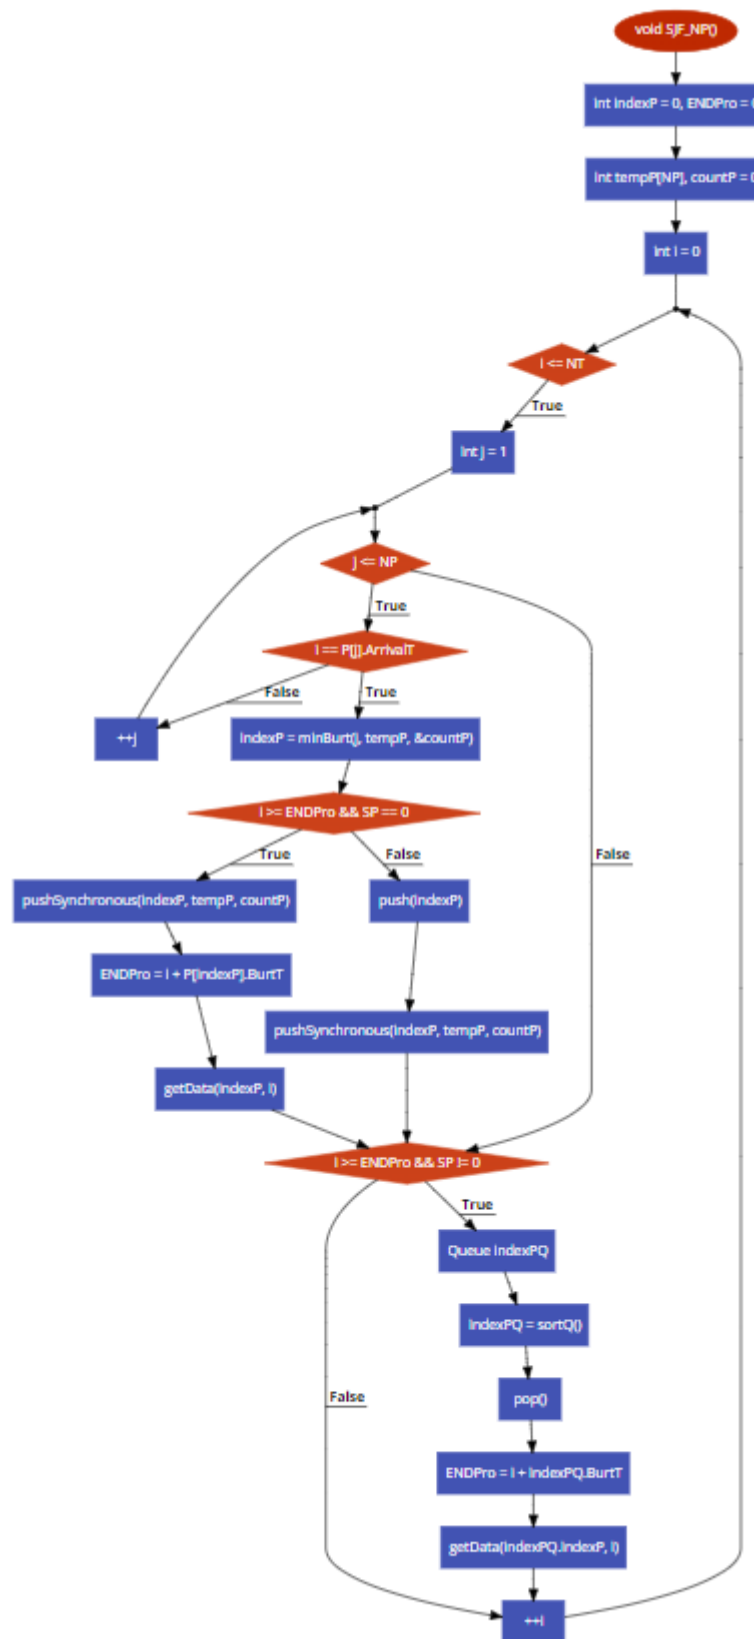 void SJF_NP()
Int indexP = 0, ENDPro = 0
Int tempP[NP], countP = 0
Int i = 0
i <= NT
True
Int j = 1
j <= NP
True
i == P[j].ArrivalT
False
True
++j
indexP = minBurt(j, tempP, &countP)
i >= ENDPro && SP == 0
True
False
False
pushSynchronous(indexP, tempP, countP)
push(indexP)
ENDPro = i + P[indexP].BurtT
pushSynchronous(indexP, tempP, countP)
getData(indexP, i)
i >= ENDPro && SP != 0
True
Queue indexPQ
indexPQ = sortQ()
False
pop()
ENDPro = i + indexPQ.BurtT
getData(indexPQ.indexP, i)
++i